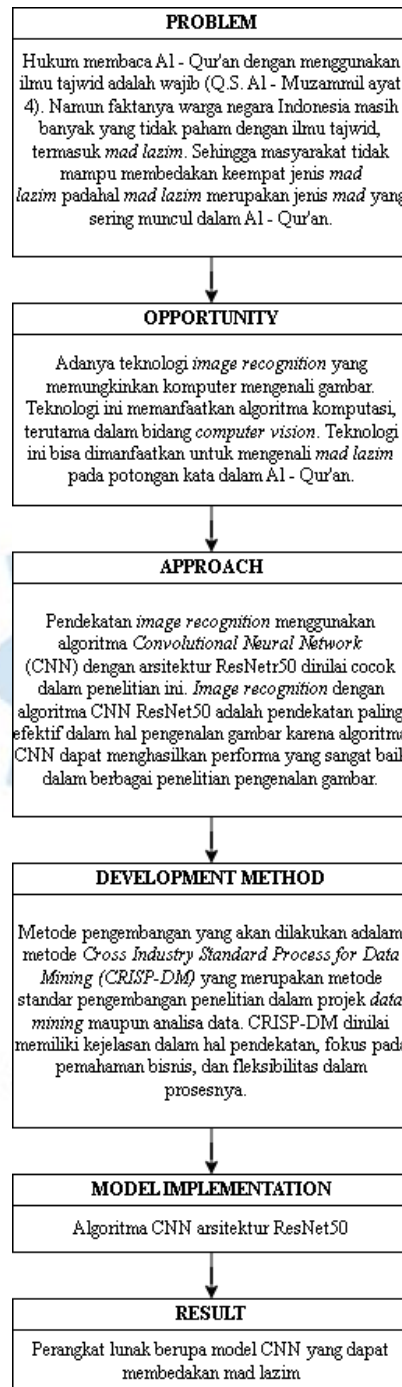 PROBLEM
Hukum membaca Al - Qur'an dengan menggunakan
ilmu tajwid adalah wajib (Q.S. Al - Muzammil ayat
4). Namun faktanya warga negara Indonesia masih
banyak yang tidak paham dengan ilmu tajwid,
termasuk mad lazim. Sehingga masyarakat tidak
mampu membedakan keempat jenis mad
lazim padahal mad lazim merupakan jenis mad yang
sering muncul dalam Al - Qur'an.
OPPORTUNITY
Adanya teknologi image recognition yang
memungkinkan komputer mengenali gambar.
Teknologi ini memanfaatkan algoritma komputasi,
terutama dalam bidang computer vision. Teknologi
ini bisa dimanfaatkan untuk mengenali mad lazim
pada potongan kata dalam Al - Qur'an.
APPROACH
Pendekatan image recognition menggunakan
algoritma Convolutional Neural Network
(CNN) dengan arsitektur ResNetr50 dinilai cocok
dalam penelitian ini. Image recognition dengan
algoritma CNN ResNet50 adalah pendekatan paling
efektif dalam hal pengenalan gambar karena algoritma
CNN dapat menghasilkan performa yang sangat baik
dalam berbagai penelitian pengenalan gambar.
DEVELOPMENT METHOD
Metode pengembangan yang akan dilakukan adalam
metode Cross Industry Standard Process for Data
Mining (CRISP-DM) yang merupakan metode
standar pengembangan penelitian dalam projek data
mining maupun analisa data. CRISP-DM dinilai
memiliki kejelasan dalam hal pendekatan, fokus pada
pemahaman bisnis, dan fleksibilitas dalam
prosesnya.
MODEL IMPLEMENTATION
Algoritma CNN arsitektur ResNet50
RESULT
Perangkat lunak berupa model CNN yang dapat
membedakan mad lazim